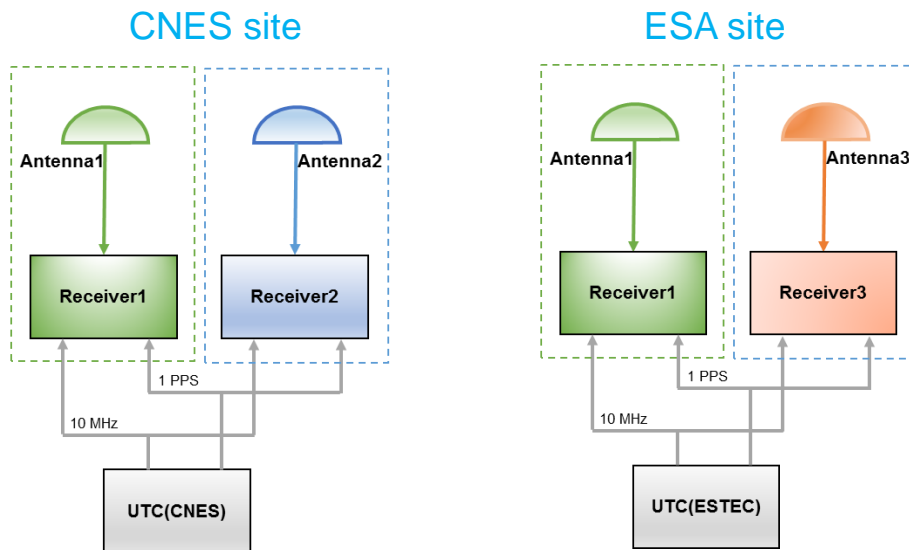 CNES site
ESA site
Antenna1
Antenna2
Antenna1
Antenna3
Receiver1
Receiver2
Receiver1
Receiver3
1 PPS
1 PPS
10 MHz
10 MHz
UTC(CNES)
UTC(ESTEC)